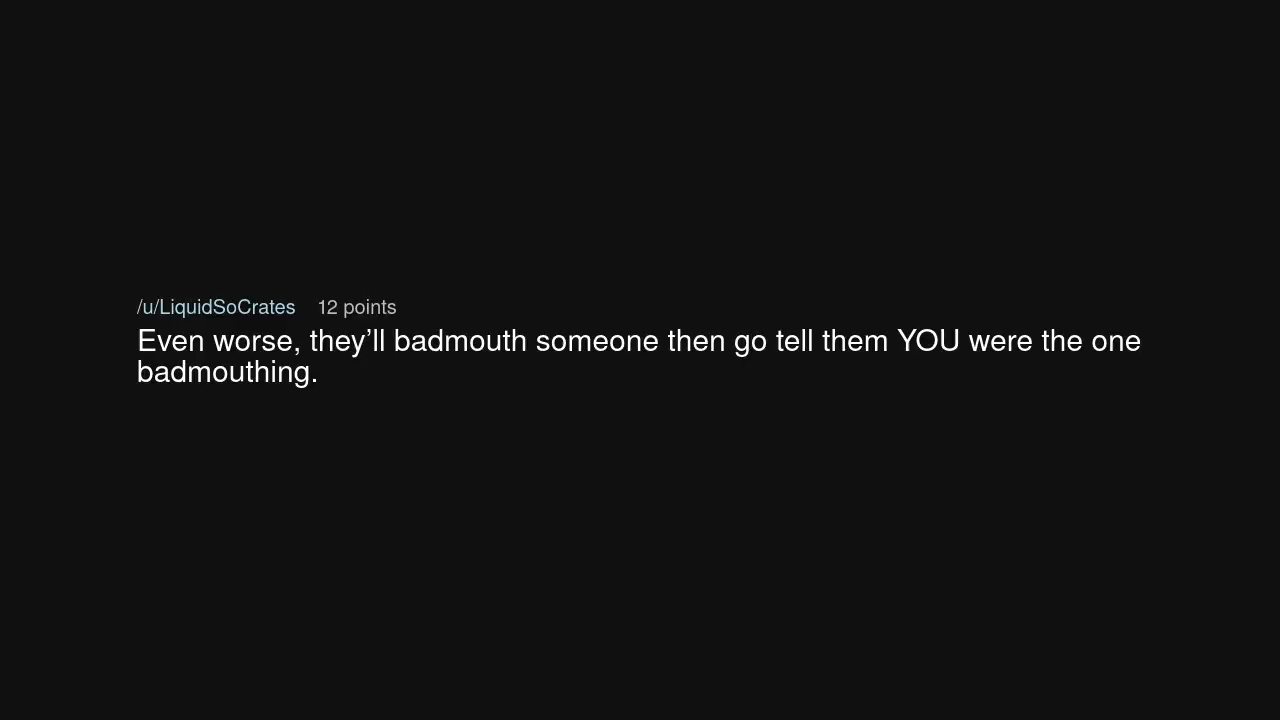 /u/LiquidSoCrates 12 points
Even worse, they’ll badmouth someone then go tell them YOU were the one
badmouthing.